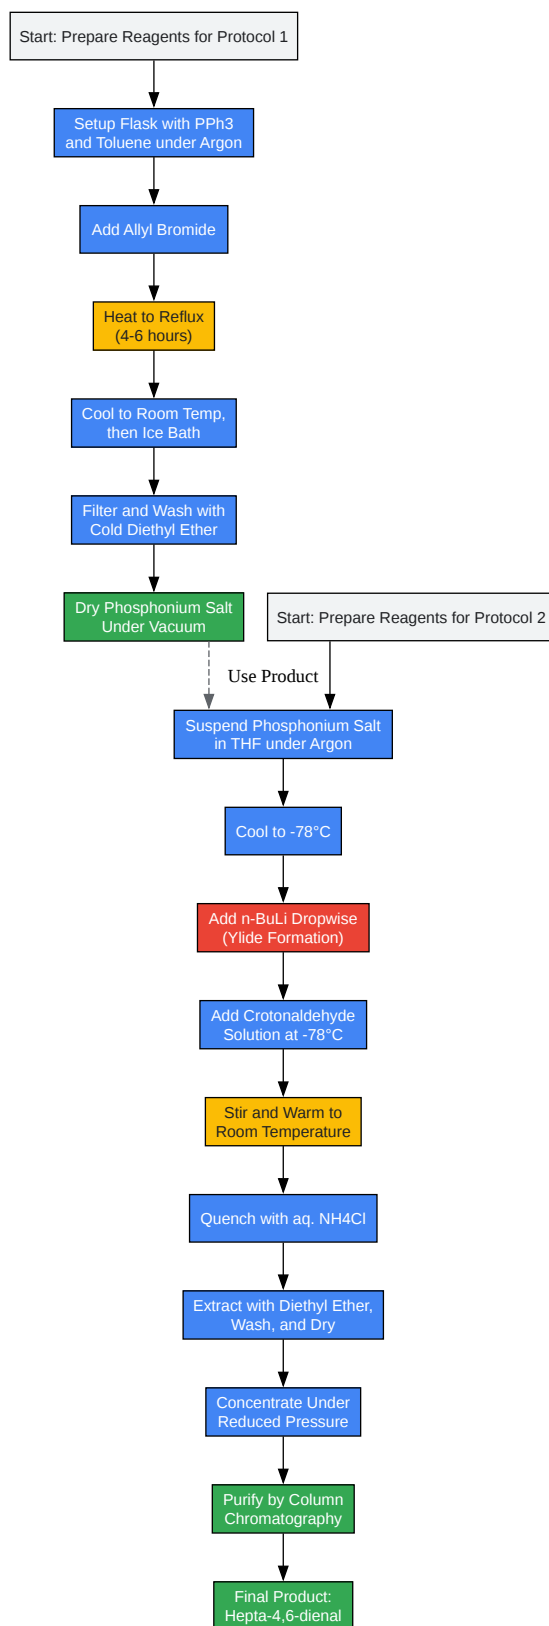 Start: Prepare Reagents for Protocol 1
Setup Flask with PPh3
and Toluene under Argon
Add Allyl Bromide
Heat to Reflux
(4-6 hours)
Cool to Room Temp,
then Ice Bath
Filter and Wash with
Cold Diethyl Ether
Dry Phosphonium Salt
Under Vacuum
Start: Prepare Reagents for Protocol 2
Use Product
Suspend Phosphonium Salt
in THF under Argon
Cool to -78°C
Add n-BuLi Dropwise
(Ylide Formation)
Add Crotonaldehyde
Solution at -78°C
Stir and Warm to
Room Temperature
Quench with aq. NH4Cl
Extract with Diethyl Ether,
Wash, and Dry
Concentrate Under
Reduced Pressure
Purify by Column
Chromatography
Final Product:
Hepta-4,6-dienal